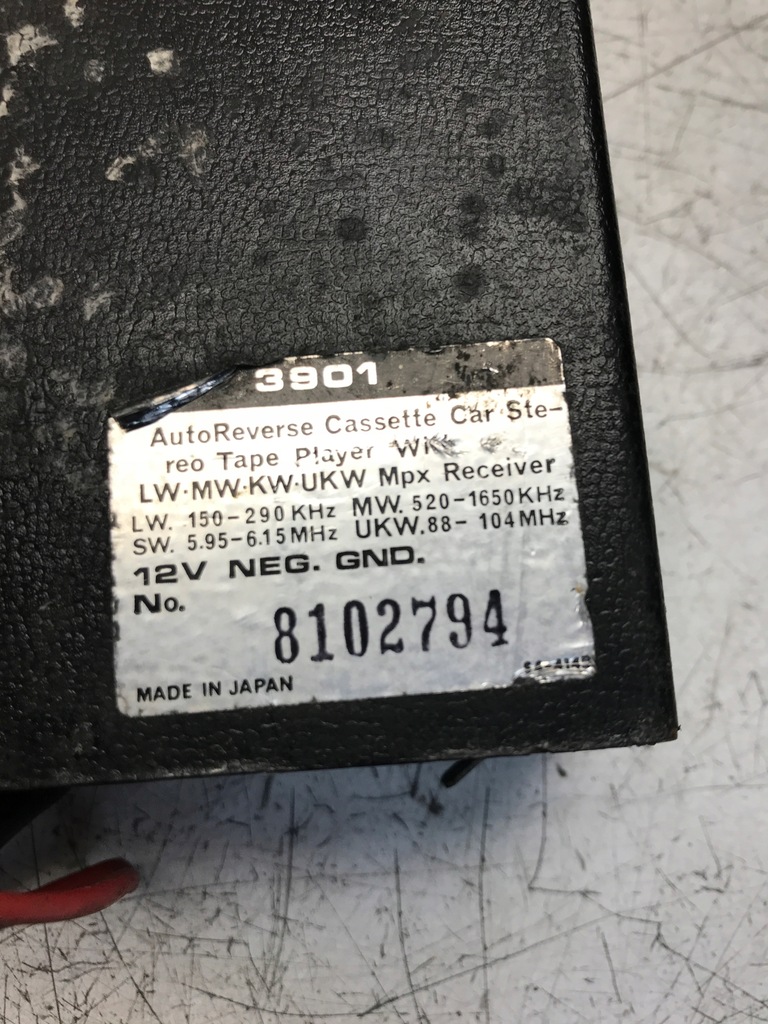 3901
AutoReverse Cassette Car Ste-
reo Tape Player
LW·MW·KW·UKW Mpx Receiver
LW. 150-290KHz MW. 520-1650KHz
SW. 5.95-6.15MHz UKW.88-104MHz
12V NEG. GND.
No.
8102794
MADE IN JAPAN